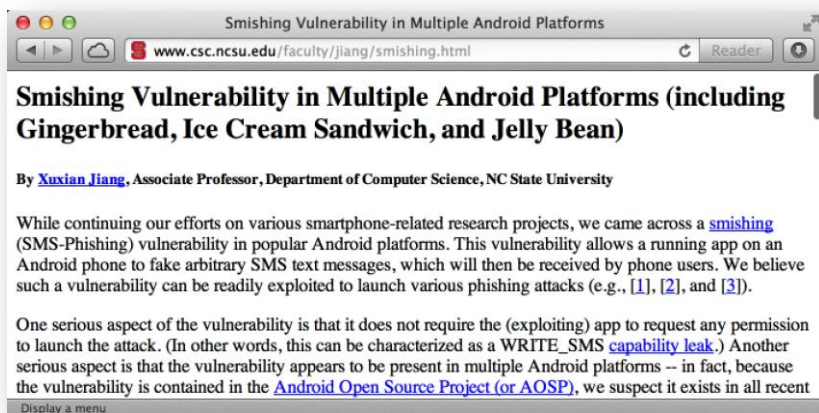 Smishing Vulnerability in Multiple Android Platforms
www.csc.ncsu.edu/faculty/jiang/smishing.html
Reader
Smishing Vulnerability in Multiple Android Platforms (including
Gingerbread, Ice Cream Sandwich, and Jelly Bean)
By Xuxian Jiang, Associate Professor, Department of Computer Science, NC State University
While continuing our efforts on various smartphone-related research projects, we came across a smishing
(SMS-Phishing) vulnerability in popular Android platforms. This vulnerability allows a running app on an
Android phone to fake arbitrary SMS text messages, which will then be received by phone users. We believe
such a vulnerability can be readily exploited to launch various phishing attacks (e.g., [1], [2], and [3]).
One serious aspect of the vulnerability is that it does not require the (exploiting) app to request any permission
to launch the attack. (In other words, this can be characterized as a WRITE_SMS capability leak.) Another
serious aspect is that the vulnerability appears to be present in multiple Android platforms -- in fact, because
the vulnerability is contained in the Android Open Source Project (or AOSP), we suspect it exists in all recent
Display a menu